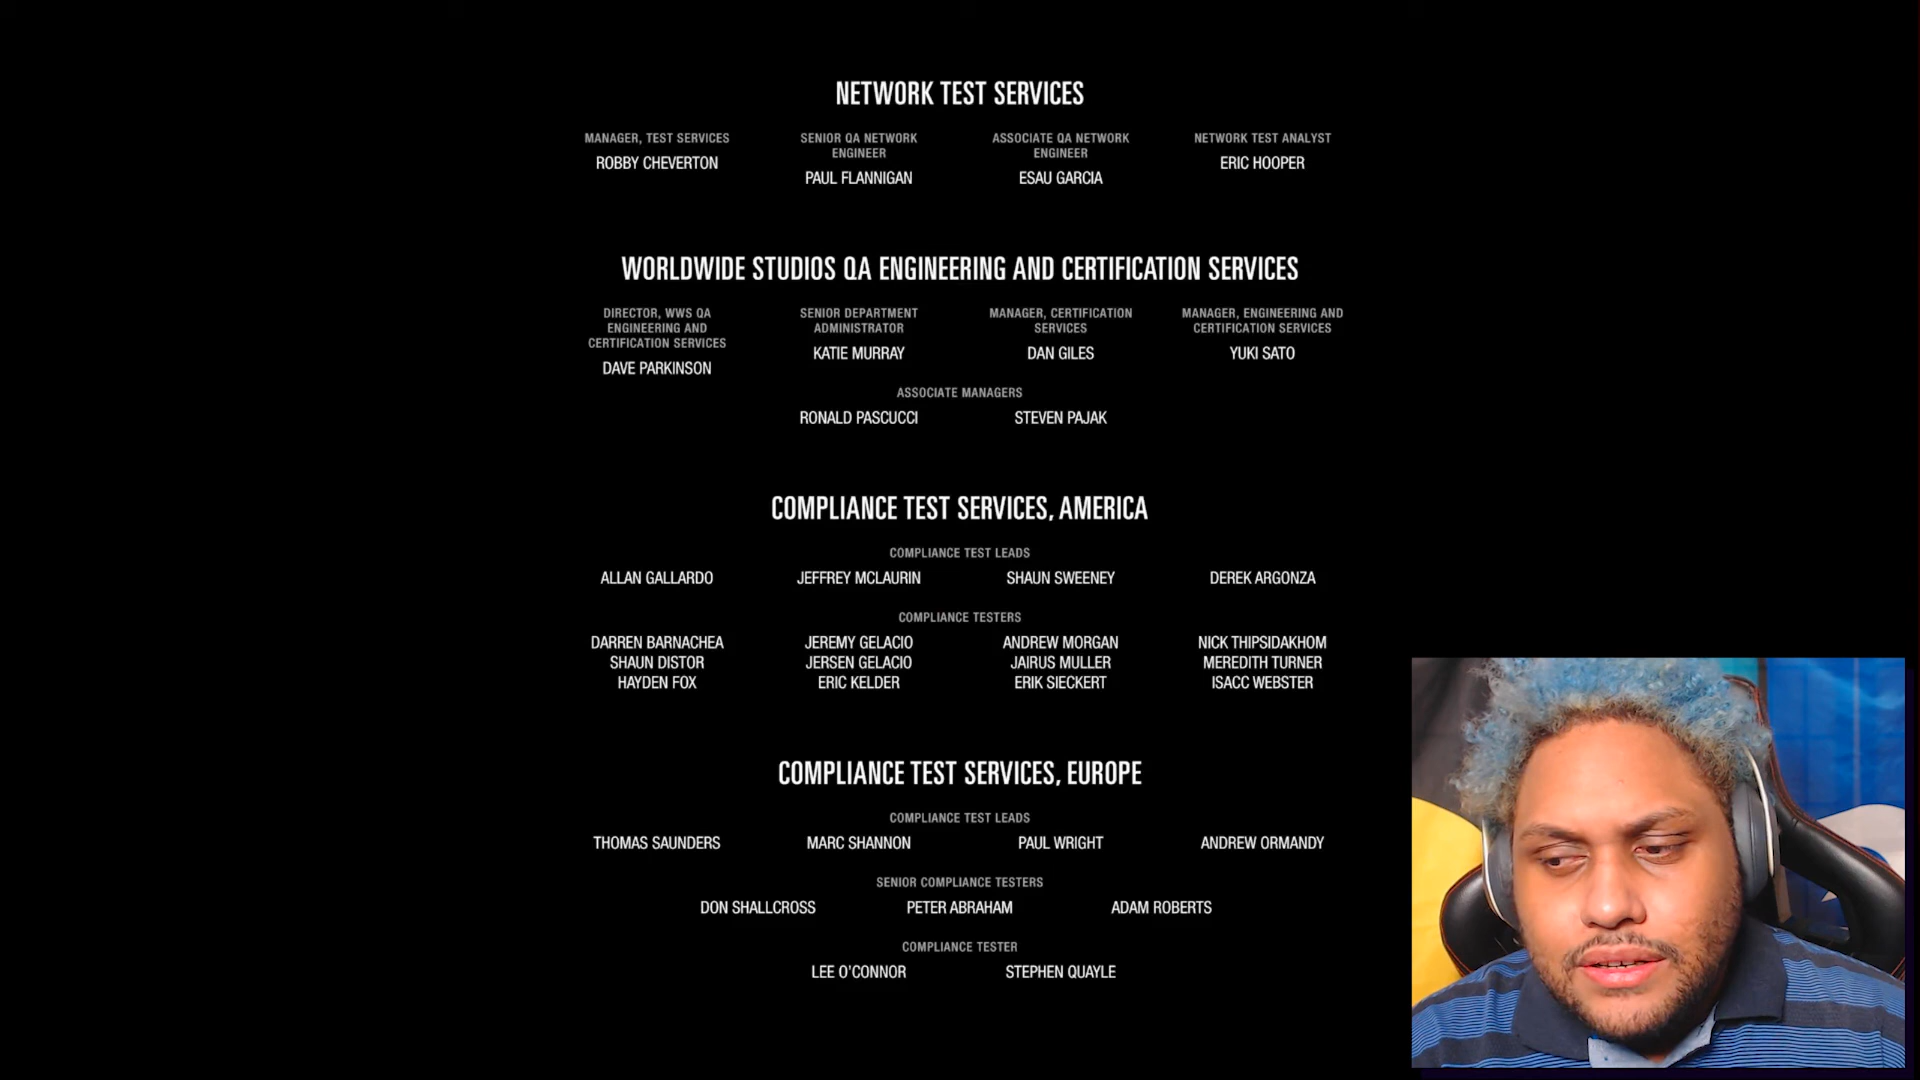 NETWORK TEST SERVICES
MANAGER, TEST SERVICES
ROBBY CHEVERTON
SENIOR QA NETWORK
ENGINEER
PAUL FLANNIGAN
ASSOCIATE QA NETWORK
ENGINEER
ESAU GARCIA
NETWORK TEST ANALYST
ERIC HOOPER
WORLDWIDE STUDIOS QA ENGINEERING AND CERTIFICATION SERVICES
DIRECTOR, WWS QA
ENGINEERING AND
CERTIFICATION SERVICES
DAVE PARKINSON
SENIOR DEPARTMENT
ADMINISTRATOR
KATIE MURRAY
MANAGER, CERTIFICATION
SERVICES
DAN GILES
MANAGER, ENGINEERING AND
CERTIFICATION SERVICES
YUKI SATO
ASSOCIATE MANAGERS
RONALD PASCUCCI STEVEN PAJAK
COMPLIANCE TEST SERVICES, AMERICA
COMPLIANCE TEST LEADS
ALLAN GALLARDO JEFFREY MCLAURIN SHAUN SWEENEY DEREK ARGONZA
COMPLIANCE TESTERS
DARREN BARNACHEA JEREMY GELACIO ANDREW MORGAN NICK THIPSIDAKHOM
SHAUN DISTOR JERSEN GELACIO JAIRUS MULLER MEREDITH TURNER
HAYDEN FOX ERIC KELDER ERIK SIECKERT ISACC WEBSTER
COMPLIANCE TEST SERVICES, EUROPE
COMPLIANCE TEST LEADS
THOMAS SAUNDERS MARC SHANNON PAUL WRIGHT ANDREW ORMANDY
SENIOR COMPLIANCE TESTERS
DON SHALLCROSS PETER ABRAHAM ADAM ROBERTS
COMPLIANCE TESTER
LEE O'CONNOR STEPHEN QUAYLE